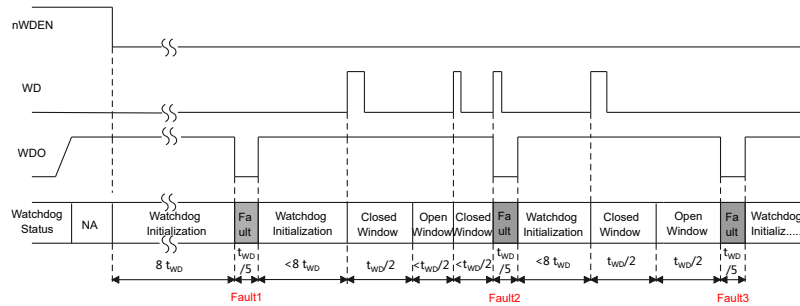 nWDEN
WD
WDO
Watchdog
Status
NA
Watchdog
Initialization
Fa
ult
Watchdog
Initialization
Closed
Window
Open
Window
Closed
Window
Fa
ult
Watchdog
Initialization
Closed
Window
Open
Window
Fa
ult
Watchdog
Initializ.....
8 tWD
tWD
/5
<8 tWD
tWD/2
<tWD/2
<tWD/2
tWD
/5
<8 tWD
tWD/2
tWD/2
tWD
/5
Fault1
Fault2
Fault3